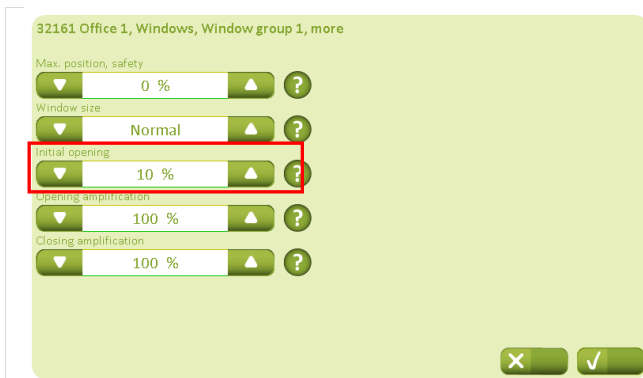 32161 Office 1, Windows, Window group 1, more
Max. position, safety
0 %
?
Window size
Normal
?
Initial opening
10 %
?
Opening amplification
100 %
?
Closing amplification
100 %
?